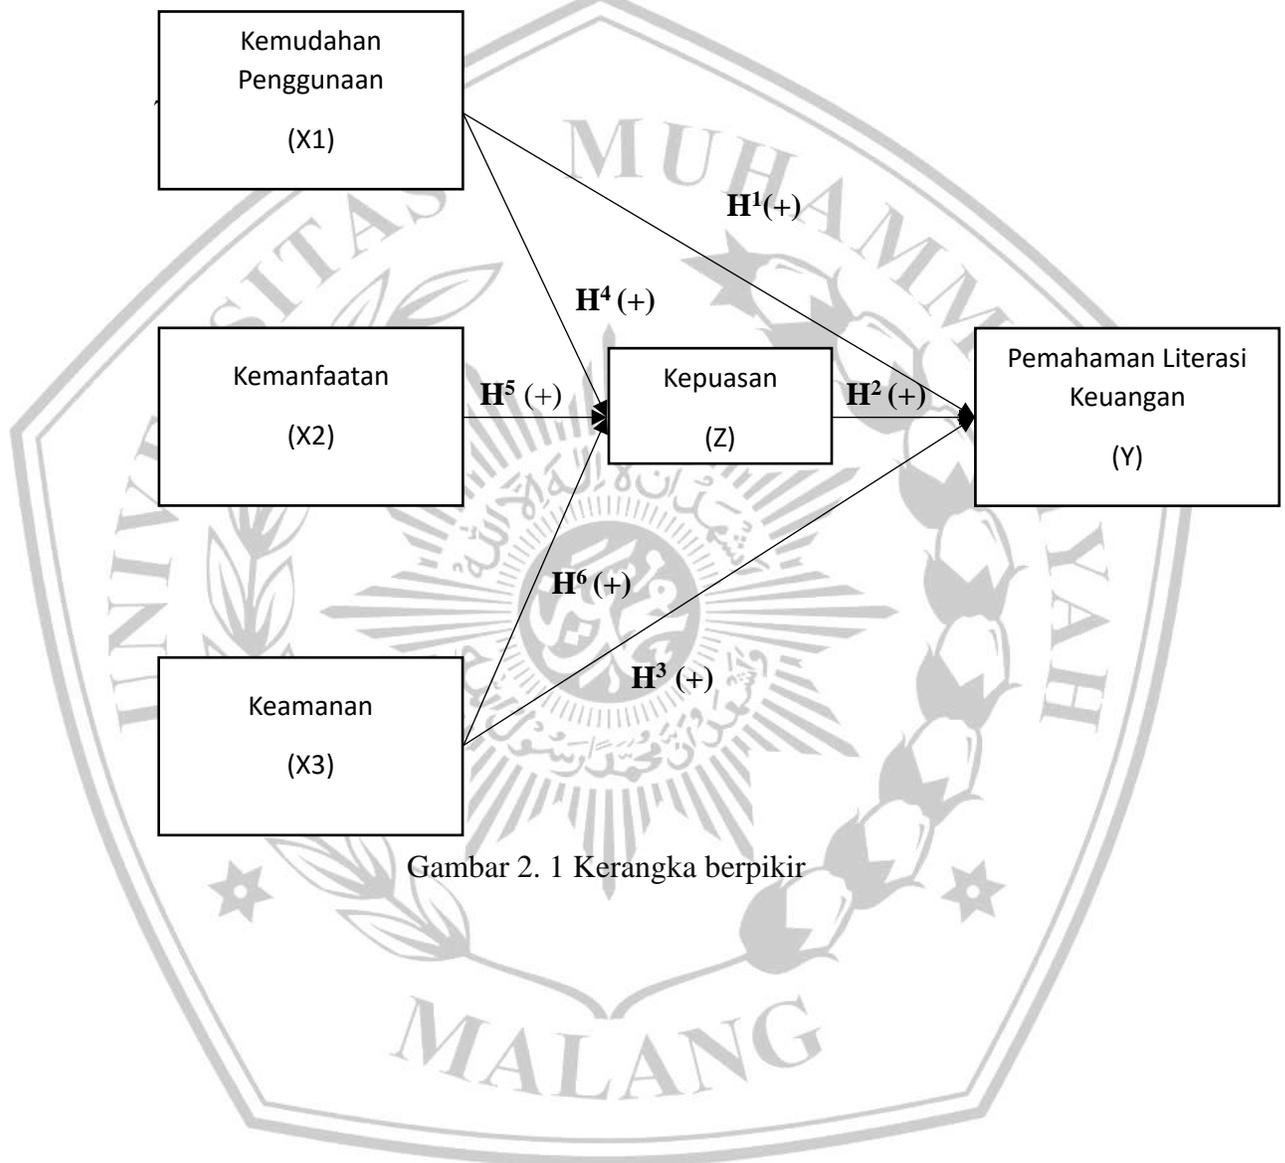 Kemudahan
Penggunaan
(X1)
H¹(+)
H⁴ (+)
Kemanfaatan
(X2)
H⁵ (+)
Kepuasan
(Z)
H² (+)
Pemahaman Literasi
Keuangan
(Y)
H⁶ (+)
H³ (+)
Keamanan
(X3)
Gambar 2. 1 Kerangka berpikir
UNIVERSITAS MUHAMMADIYAH
MALANG